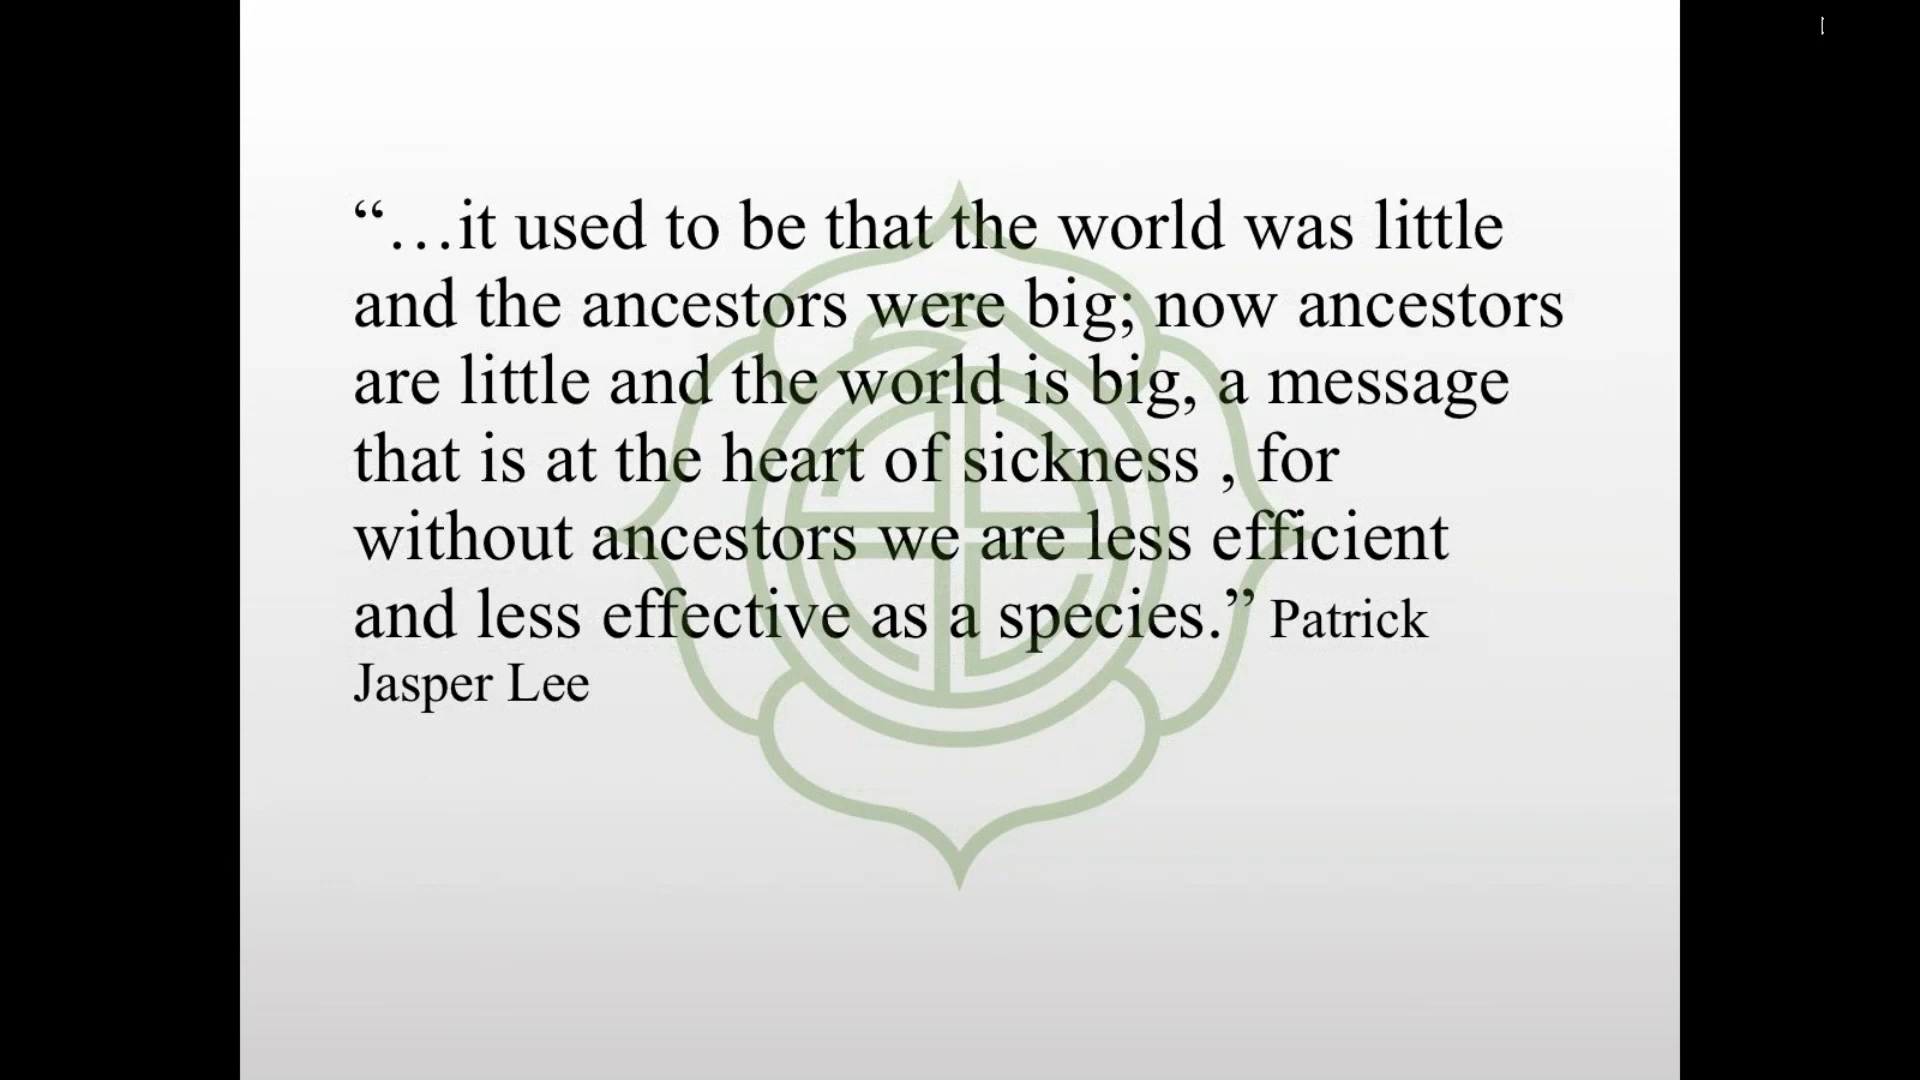 “…it used to be that the world was little
and the ancestors were big; now ancestors
are little and the world is big, a message
that is at the heart of sickness , for
without ancestors we are less efficient
and less effective as a species.” Patrick
Jasper Lee